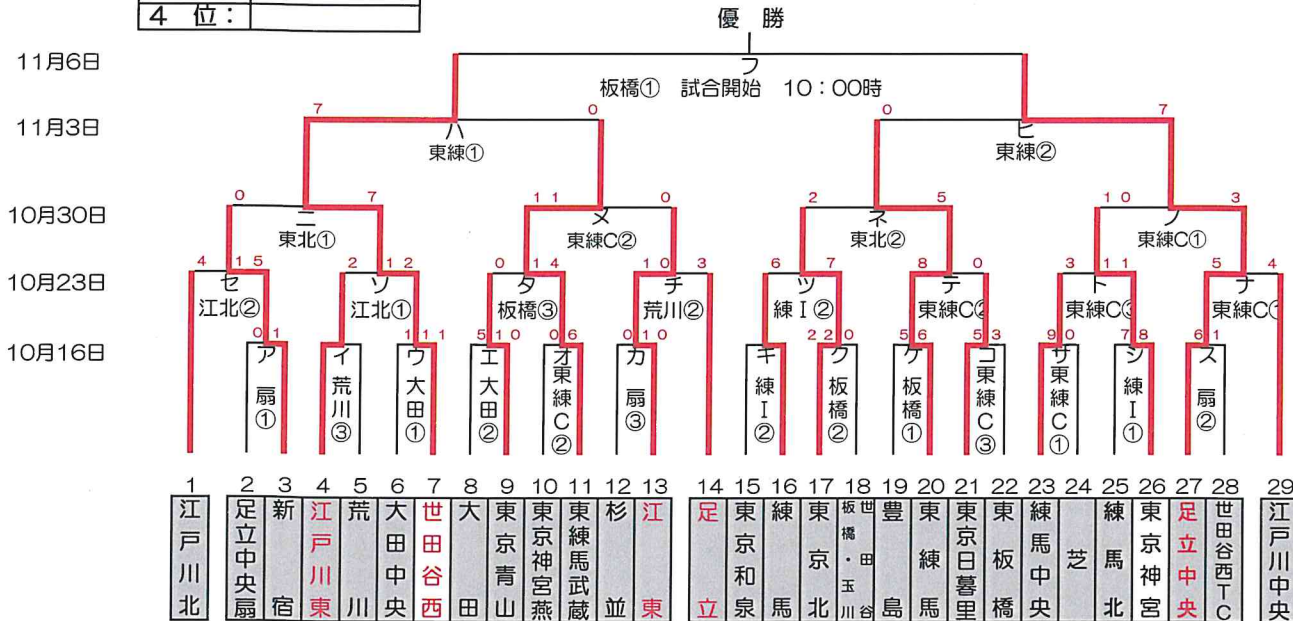 4 位：
優 勝
11月6日
フ
板橋① 試合開始 10：00時
7 0 0 7
11月3日
ハ ヒ
東練① 東練②
0 7 11 0 2 5 10 3
10月30日
ニ メ ネ ノ
東北① 東練C② 東北② 東練C①
4 15 2 12 0 14 10 3 6 7 8 0 3 11 5 4
10月23日
セ ソ タ チ ツ テ ト ナ
江北② 江北① 板橋③ 荒川② 練I② 東練C② 東練C③ 東練C①
0 1 1 11 5 10 0 6 0 10 22 0 5 6 5 3 9 0 7 8 6 1
10月16日
ア イ ウ エ オ カ キ ク ケ コ サ シ ス
扇① 荒川③ 大田① 大田② 東練C② 扇③ 練I② 板橋② 板橋① 東練C③ 東練C① 練I① 扇②
1 2 3 4 5 6 7 8 9 10 11 12 13 14 15 16 17 18 19 20 21 22 23 24 25 26 27 28 29
江戸川北
足立中央扇
新宿
江戸川東
荒川
大田中央
世田谷西
大田
東京青山
東京神宮燕
東練馬武蔵
杉並
江東
足立
東京和泉
練馬
東京北
世田谷
板橋・玉川
豊島
東練馬
東京日暮里
東板橋
練馬中央
芝
練馬北
東京神宮
足立中央
世田谷西TC
江戸川中央